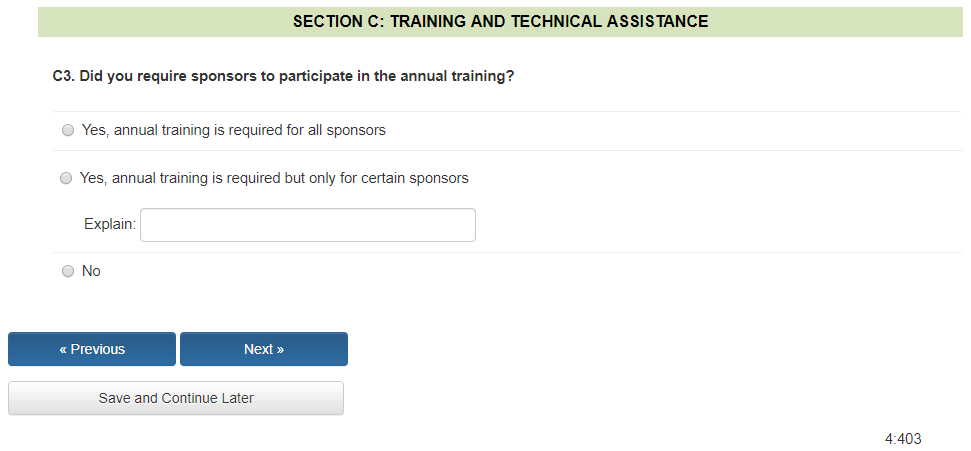 SECTION C: TRAINING AND TECHNICAL ASSISTANCE
C3. Did you require sponsors to participate in the annual training?
Yes, annual training is required for all sponsors
Yes, annual training is required but only for certain sponsors
Explain:
No
« Previous
Next »
Save and Continue Later
4:403